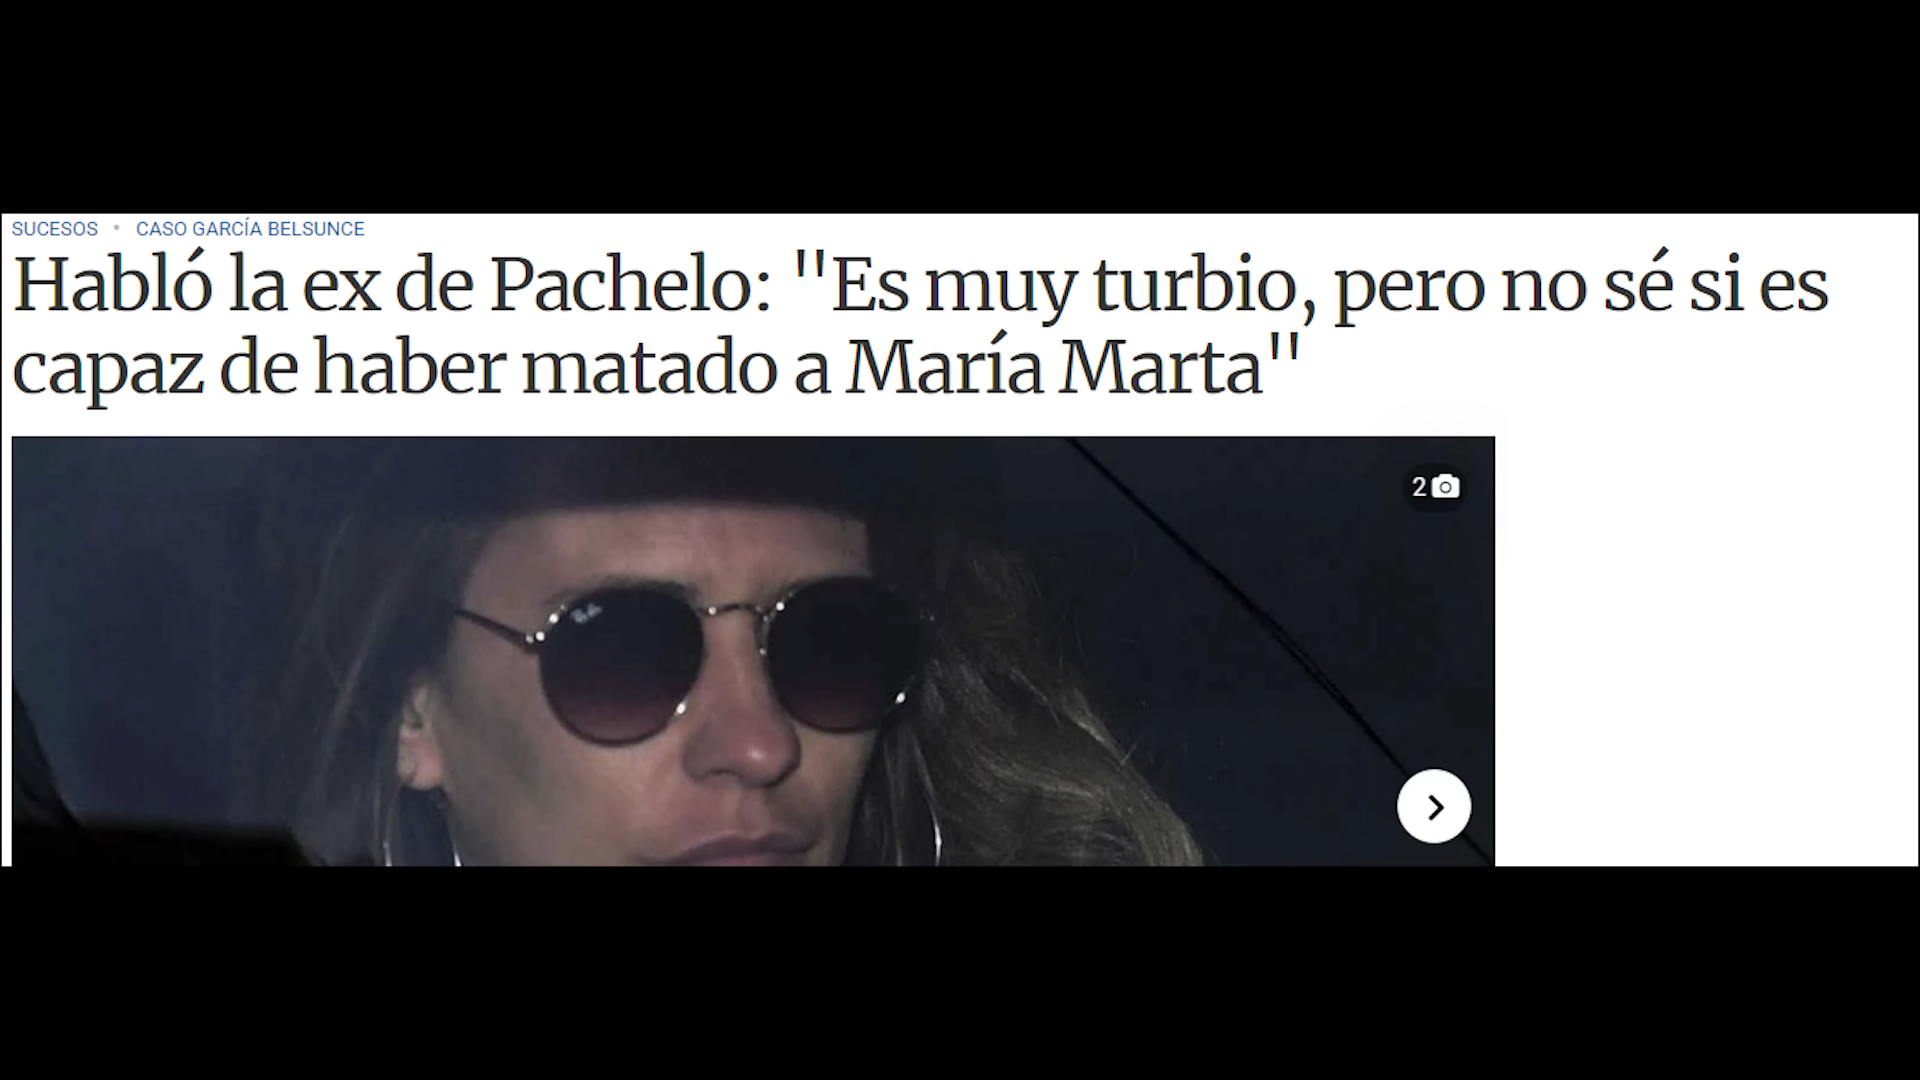 SUCESOS • CASO GARCÍA BELSUNCE
Habló la ex de Pachelo: "Es muy turbio, pero no sé si es
capaz de haber matado a María Marta"
2